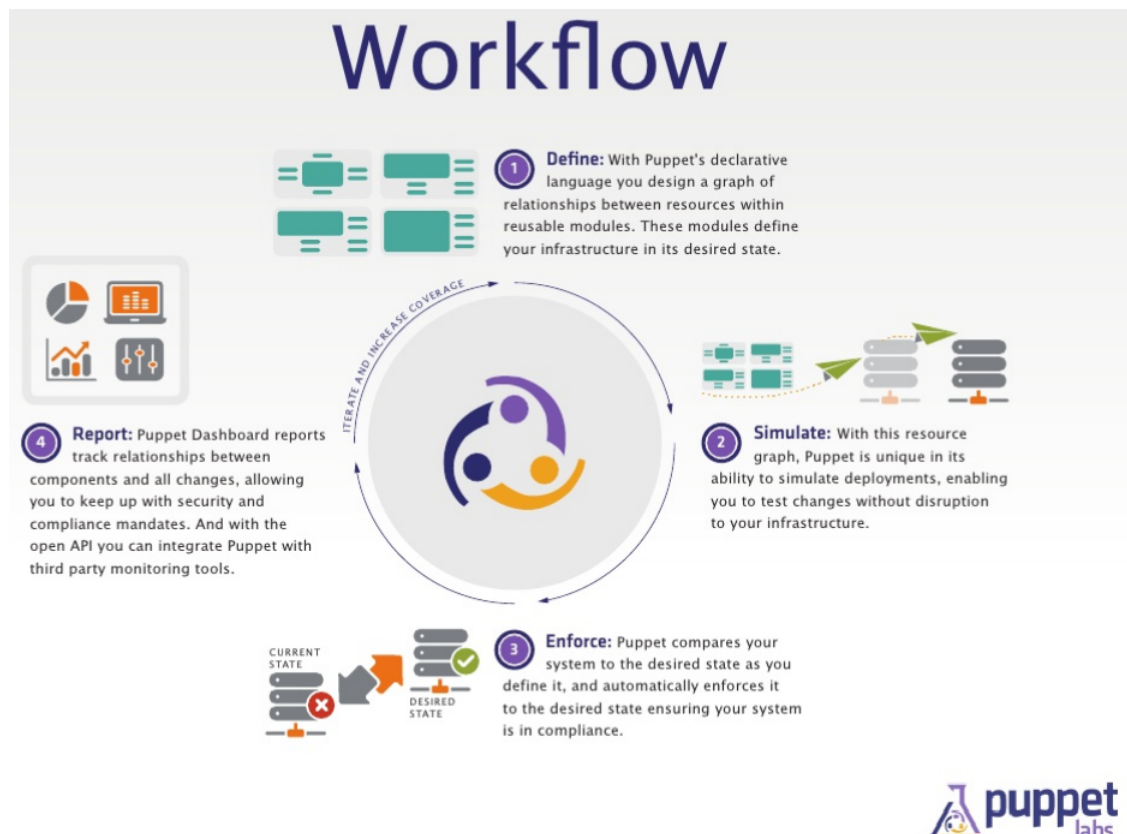 Workflow
1 Define: With Puppet's declarative
language you design a graph of
relationships between resources within
reusable modules. These modules define
your infrastructure in its desired state.
ITERATE AND INCREASE COVERAGE
2 Simulate: With this resource
graph, Puppet is unique in its
ability to simulate deployments, enabling
you to test changes without disruption
to your infrastructure.
3 Enforce: Puppet compares your
system to the desired state as you
define it, and automatically enforces it
to the desired state ensuring your system
is in compliance.
CURRENT
STATE
DESIRED
STATE
4 Report: Puppet Dashboard reports
track relationships between
components and all changes, allowing
you to keep up with security and
compliance mandates. And with the
open API you can integrate Puppet with
third party monitoring tools.
puppet
labs